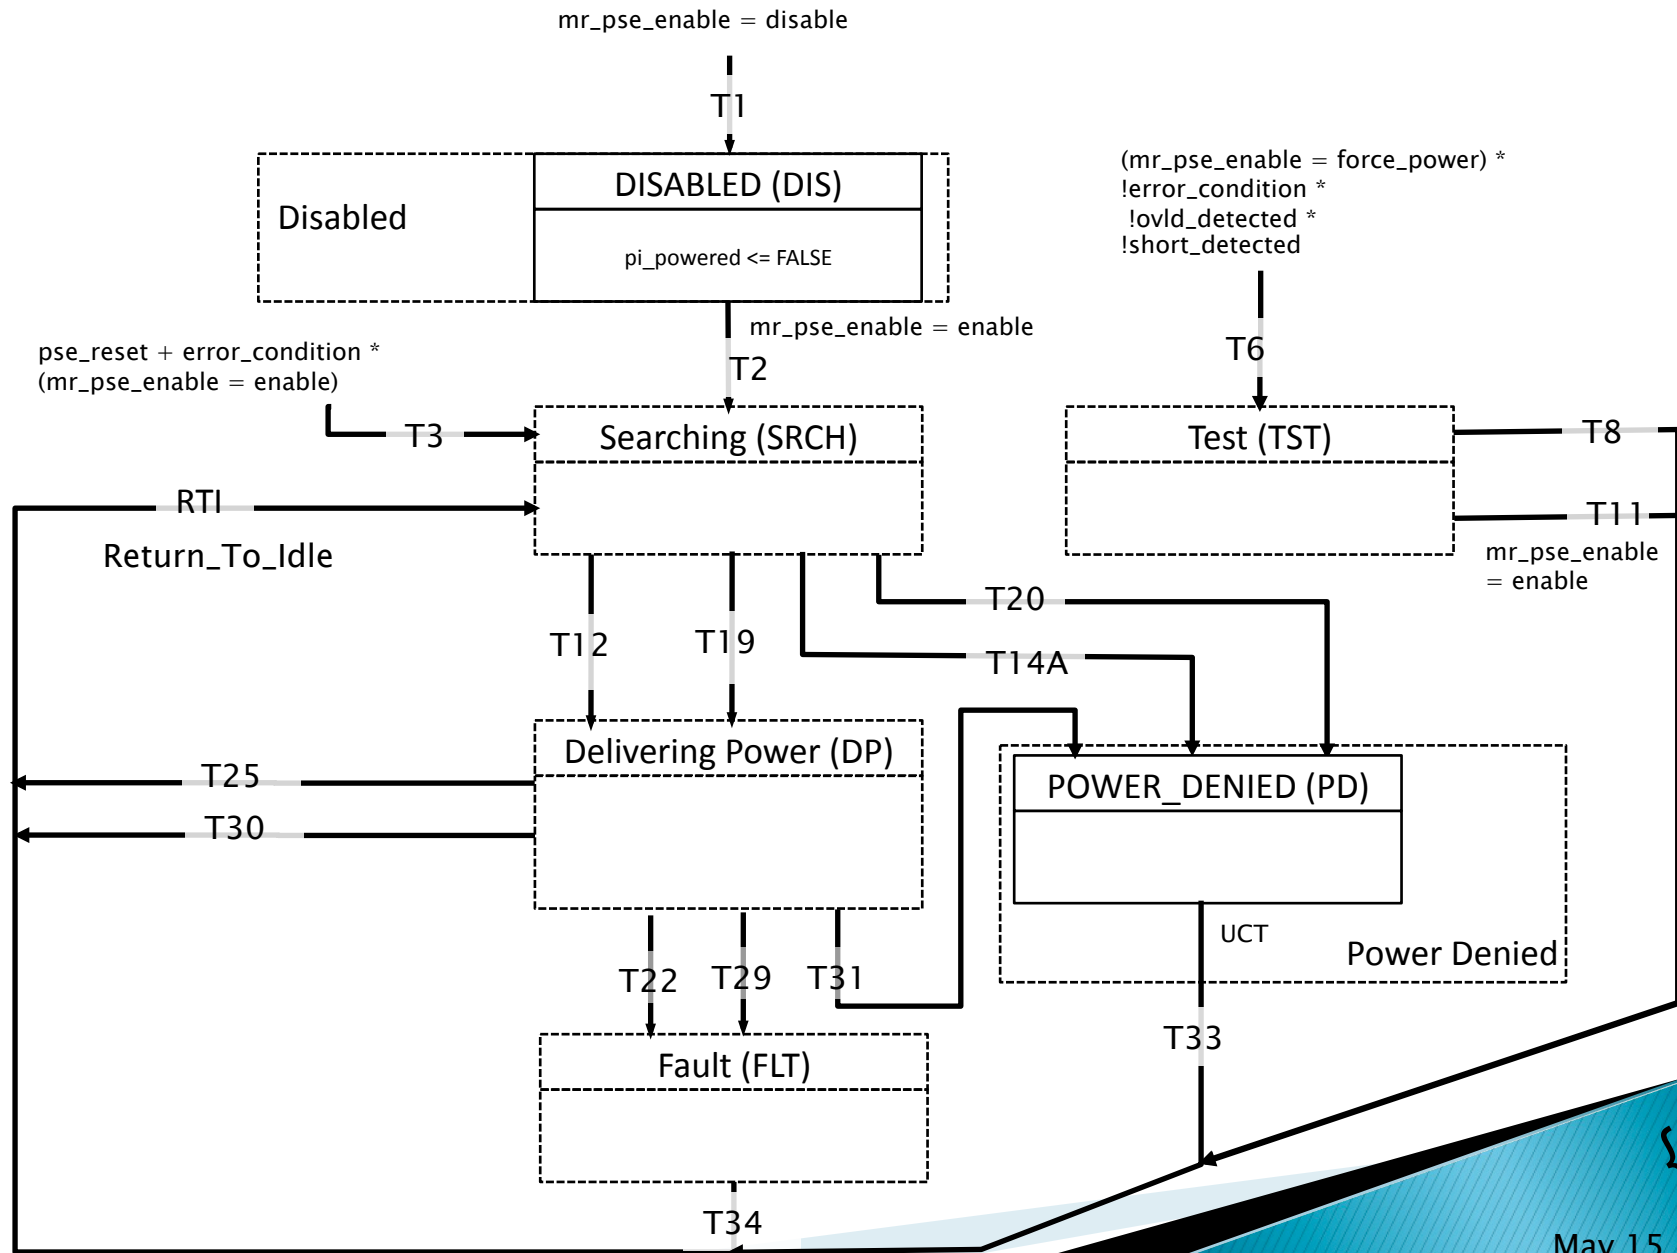 mr_pse_enable = disable
T1
DISABLED (DIS)
Disabled
pi_powered <= FALSE
(mr_pse_enable = force_power) *
!error_condition *
!ovld_detected *
!short_detected
mr_pse_enable = enable
T2
T6
pse_reset + error_condition *
(mr_pse_enable = enable)
T3
Searching (SRCH)
Test (TST)
T8
RTI
T11
Return_To_Idle
mr_pse_enable
= enable
T20
T12
T19
T14A
Delivering Power (DP)
T25
POWER_DENIED (PD)
T30
UCT
Power Denied
T22
T29
T31
T33
Fault (FLT)
T34
May 15